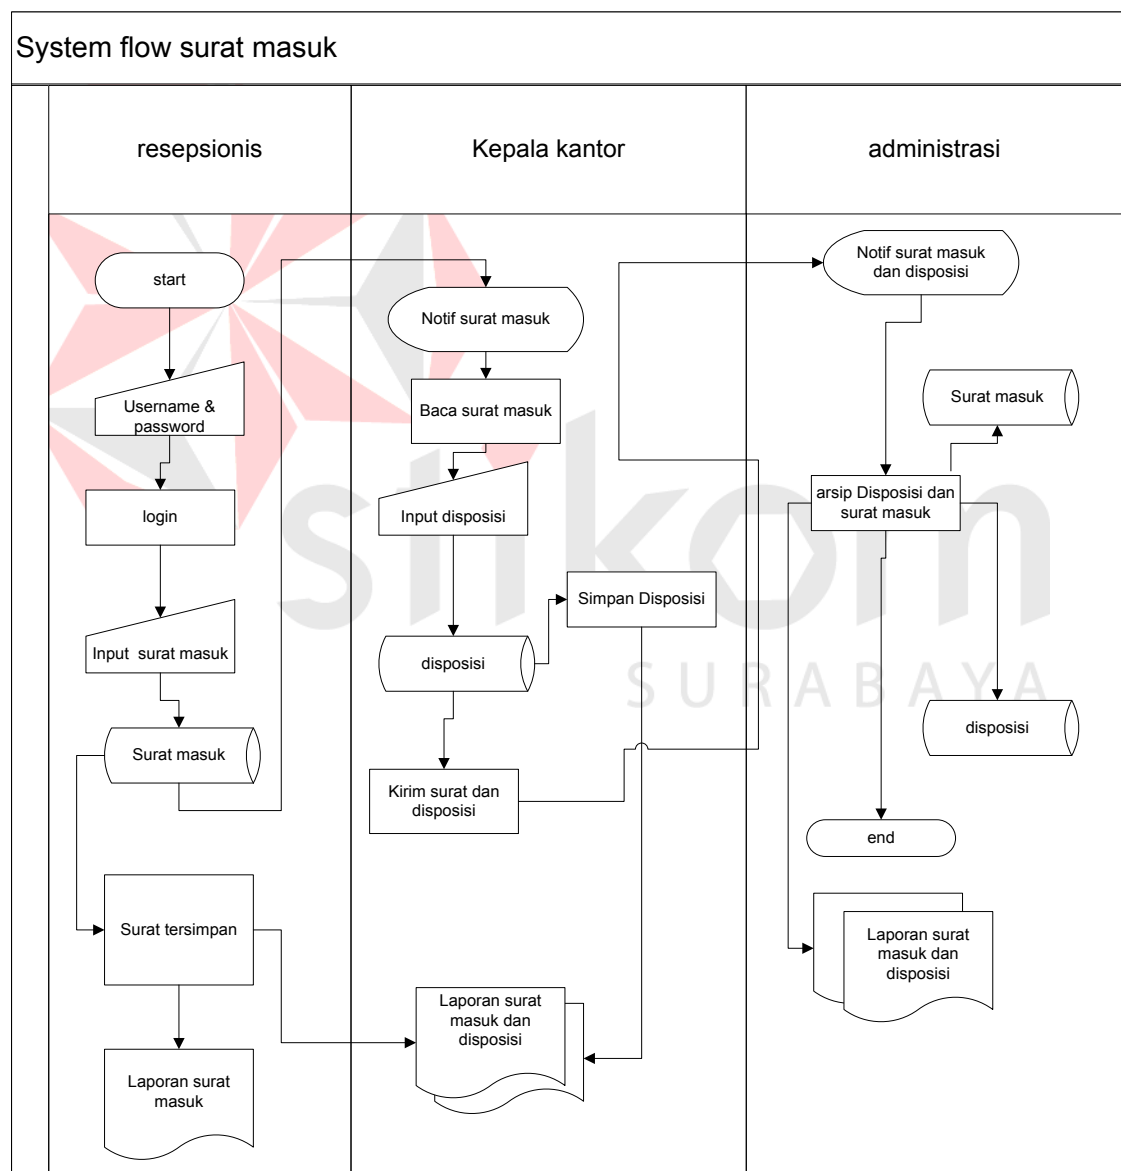 System flow surat masuk
resepsionis
Kepala kantor
administrasi
start
Username &
password
login
Input  surat masuk
Surat masuk
Surat tersimpan
Laporan surat
masuk
Notif surat masuk
Baca surat masuk
Input disposisi
Simpan Disposisi
disposisi
Kirim surat dan
disposisi
Laporan surat
masuk dan
disposisi
Notif surat masuk
dan disposisi
Surat masuk
arsip Disposisi dan
surat masuk
disposisi
end
Laporan surat
masuk dan
disposisi
stikom
SURABAYA